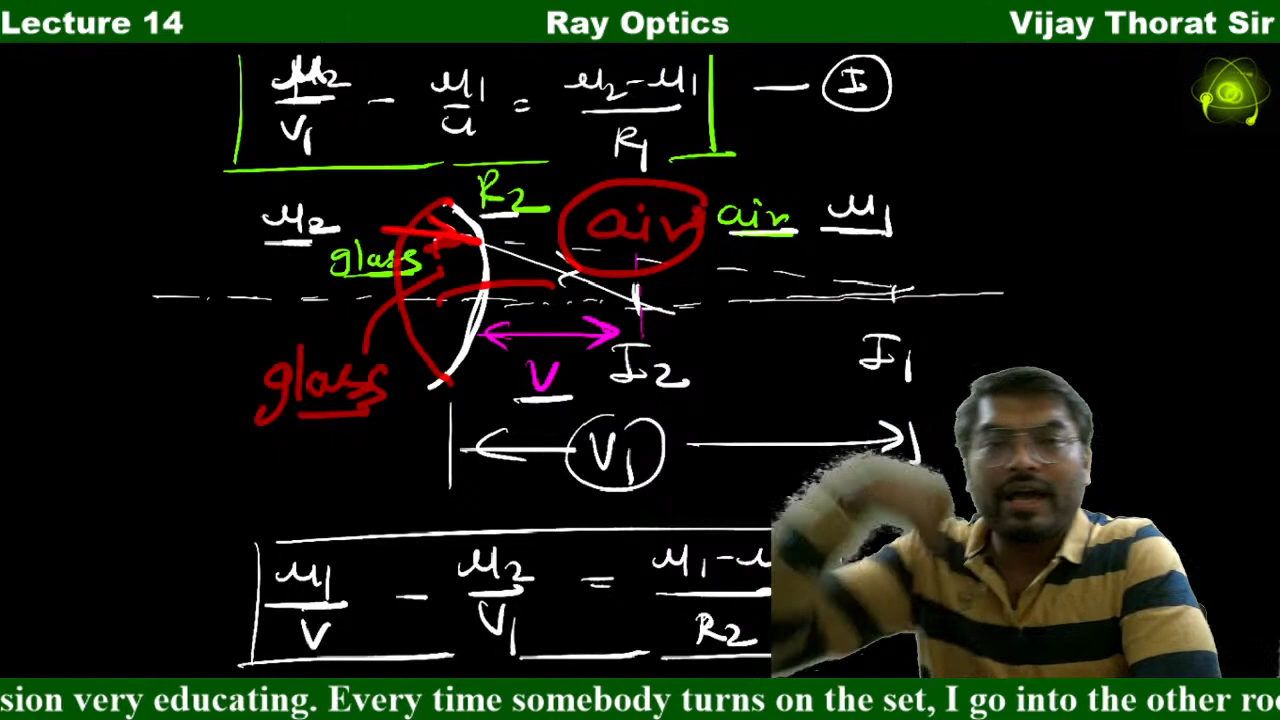 Lecture 14 Ray Optics Vijay Thorat Sir
μ2/V1 - μ1/u = μ2-μ1/R1 — I
R2
μ2 air air μ1
glass
glass
V I2 I1
V1
μ1/V - μ2/V1 = μ1-μ /R2
sion very educating. Every time somebody turns on the set, I go into the other roo